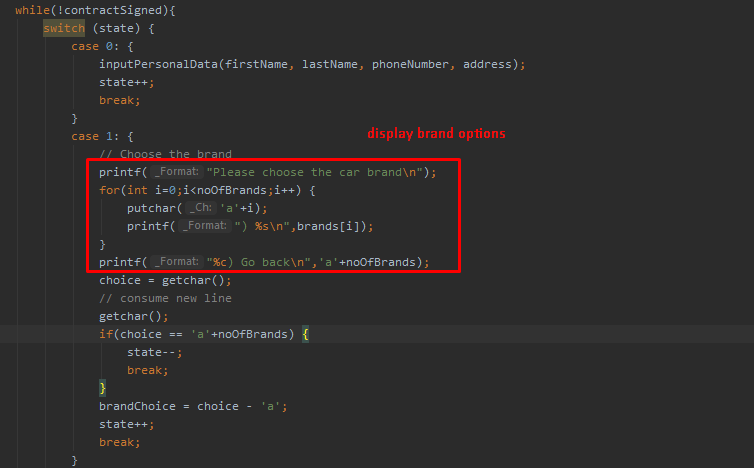 while(!contractSigned){
switch (state) {
case 0: {
inputPersonalData(firstName, lastName, phoneNumber, address);
state++;
break;
}
case 1: {
display brand options
// Choose the brand
printf( _Format: "Please choose the car brand\n");
for(int i=0;i<noOfBrands;i++) {
putchar( _Ch: 'a'+i);
printf( _Format: ") %s\n",brands[i]);
}
printf( _Format: "%c) Go back\n",'a'+noOfBrands);
choice = getchar();
// consume new line
getchar();
if(choice == 'a'+noOfBrands) {
state--;
break;
}
brandChoice = choice - 'a';
state++;
break;
}